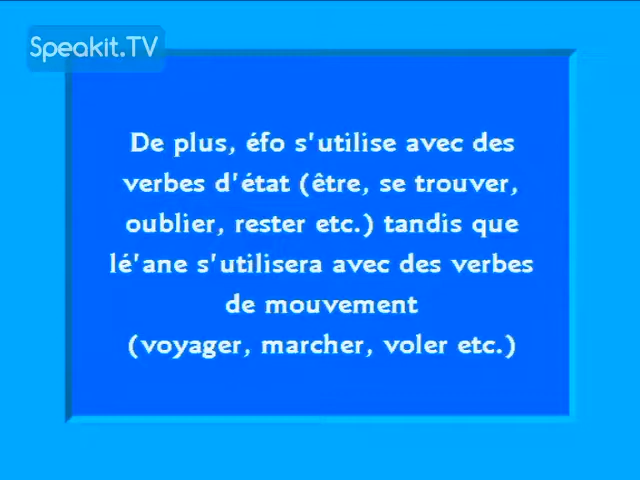 Speakit.TV
De plus, éfo s'utilise avec des
verbes d'état (être, se trouver,
oublier, rester etc.) tandis que
lé'ane s'utilisera avec des verbes
de mouvement
(voyager, marcher, voler etc.)